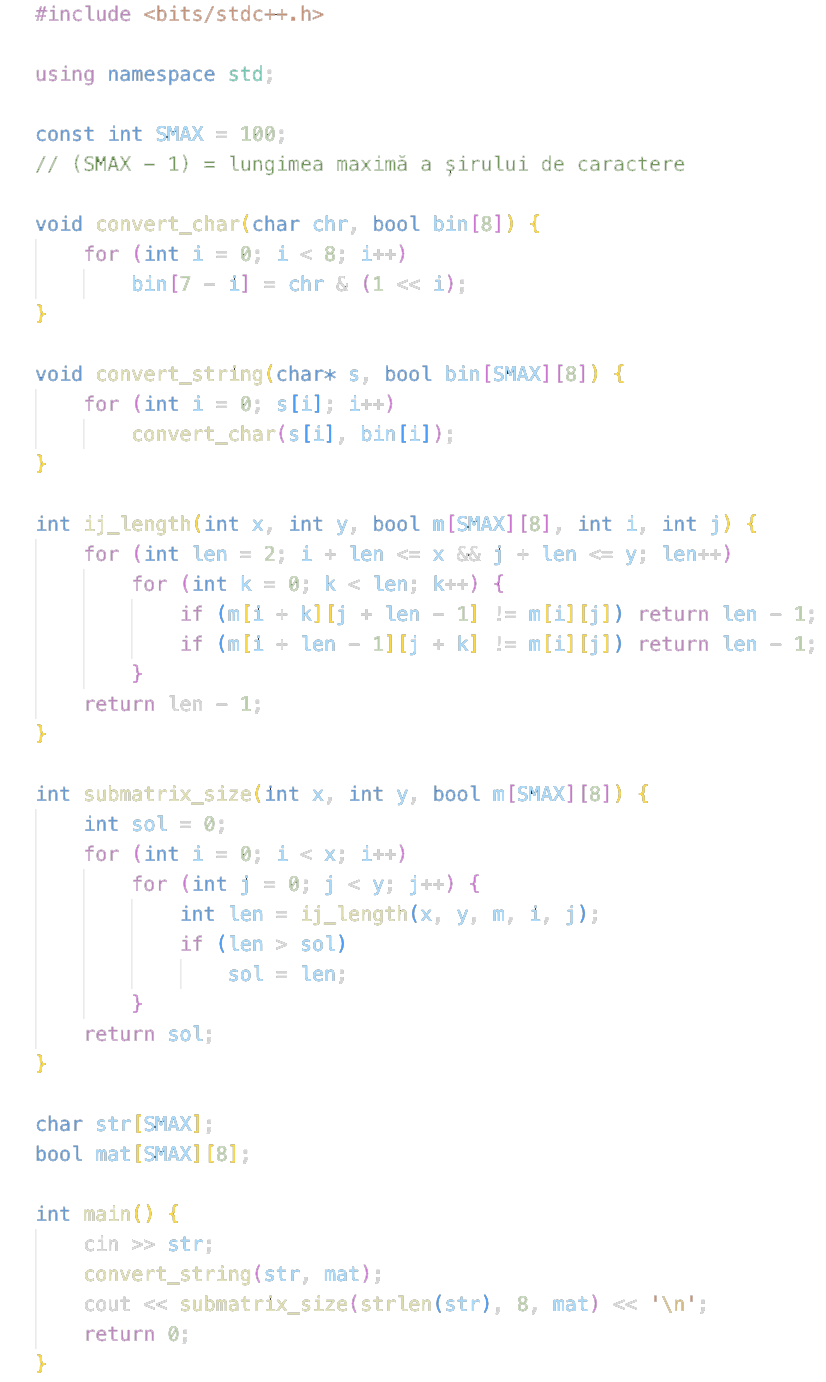 #include <bits/stdc++.h>
using namespace std;
const int SMAX = 100;
// (SMAX - 1) = lungimea maximă a șirului de caractere
void convert_char(char chr, bool bin[8]) {
    for (int i = 0; i < 8; i++)
        bin[7 - i] = chr & (1 << i);
}
void convert_string(char* s, bool bin[SMAX][8]) {
    for (int i = 0; s[i]; i++)
        convert_char(s[i], bin[i]);
}
int ij_length(int x, int y, bool m[SMAX][8], int i, int j) {
    for (int len = 2; i + len <= x && j + len <= y; len++)
        for (int k = 0; k < len; k++) {
            if (m[i + k][j + len - 1] != m[i][j]) return len - 1;
            if (m[i + len - 1][j + k] != m[i][j]) return len - 1;
        }
    return len - 1;
}
int submatrix_size(int x, int y, bool m[SMAX][8]) {
    int sol = 0;
    for (int i = 0; i < x; i++)
        for (int j = 0; j < y; j++) {
            int len = ij_length(x, y, m, i, j);
            if (len > sol)
                sol = len;
        }
    return sol;
}
char str[SMAX];
bool mat[SMAX][8];
int main() {
    cin >> str;
    convert_string(str, mat);
    cout << submatrix_size(strlen(str), 8, mat) << '\n';
    return 0;
}